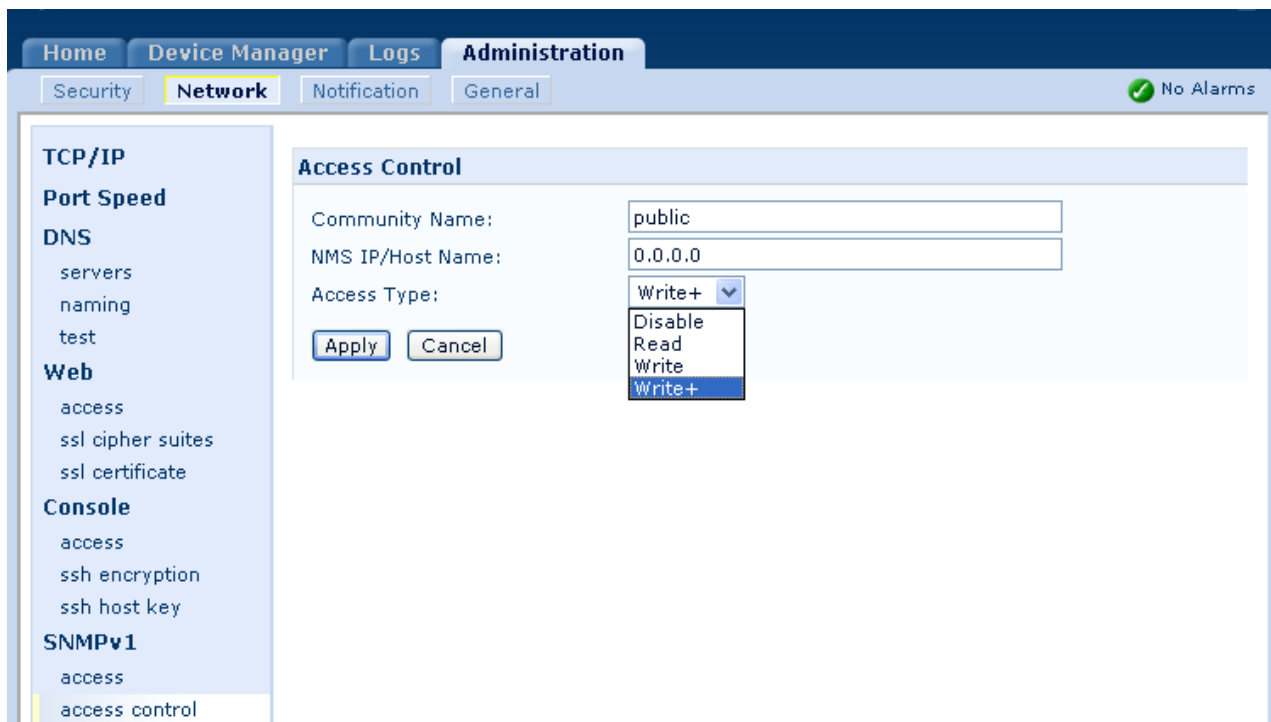 Home Device Manager Logs Administration
Security Network Notification General No Alarms
TCP/IP
Port Speed
DNS
servers
naming
test
Web
access
ssl cipher suites
ssl certificate
Console
access
ssh encryption
ssh host key
SNMPv1
access
access control
Access Control
Community Name: public
NMS IP/Host Name: 0.0.0.0
Access Type: Write+
Disable
Read
Write
Write+
Apply Cancel